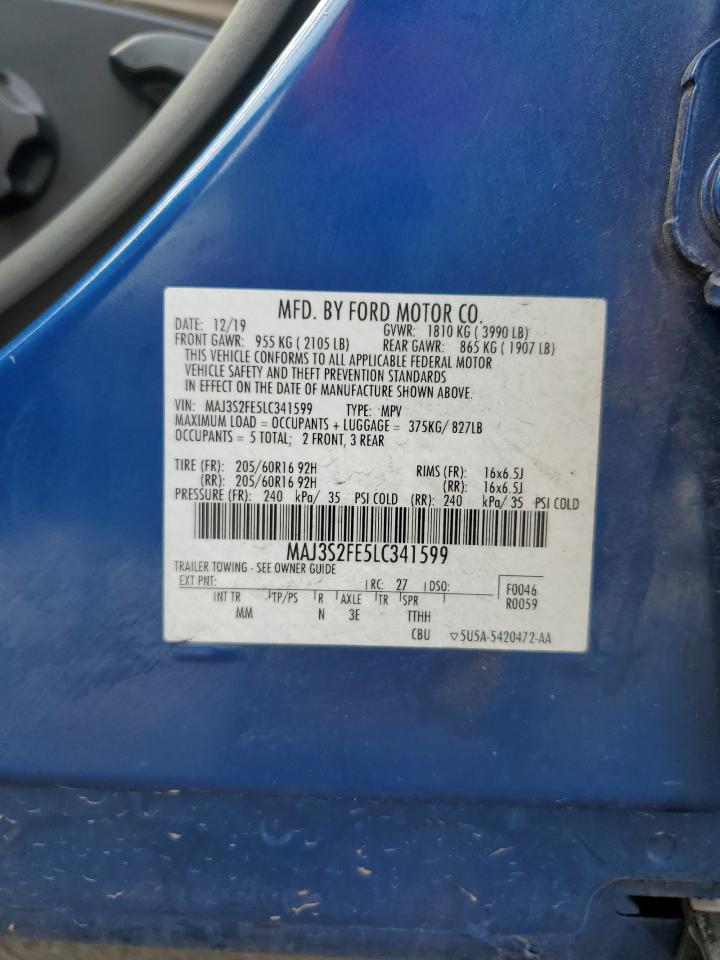 MFD. BY FORD MOTOR CO.
DATE: 12/19 GVWR: 1810 KG ( 3990 LB)
FRONT GAWR: 955 KG ( 2105 LB) REAR GAWR: 865 KG ( 1907 LB)
THIS VEHICLE CONFORMS TO ALL APPLICABLE FEDERAL MOTOR
VEHICLE SAFETY AND THEFT PREVENTION STANDARDS
IN EFFECT ON THE DATE OF MANUFACTURE SHOWN ABOVE.
VIN: MAJ3S2FE5LC341599 TYPE: MPV
MAXIMUM LOAD = OCCUPANTS + LUGGAGE = 375KG/ 827LB
OCCUPANTS = 5 TOTAL; 2 FRONT, 3 REAR
TIRE (FR): 205/60R16 92H RIMS (FR): 16x6.5J
(RR): 205/60R16 92H (RR): 16x6.5J
PRESSURE (FR): 240 kPa/ 35 PSI COLD (RR): 240 kPa/ 35 PSI COLD
MAJ3S2FE5LC341599
TRAILER TOWING - SEE OWNER GUIDE
EXT PNT: RC: 27 DSO: F0046
R0059
INT TR TP/PS R AXLE TR SPR
MM N 3E TTHH
CBU ▽5U5A-5420472-AA